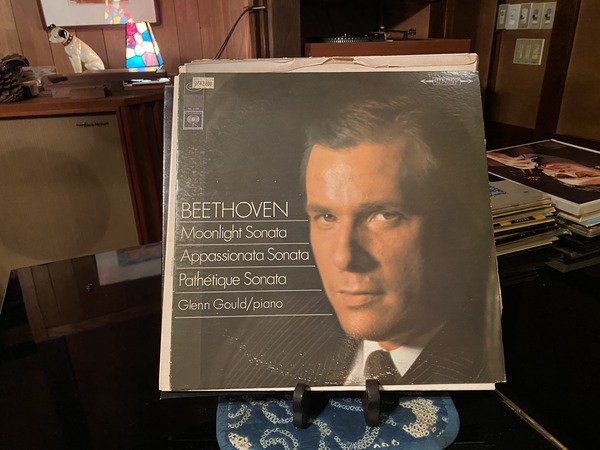 BEETHOVEN
Moonlight Sonata
Appassionata Sonata
Pathétique Sonata
Glenn Gould/piano